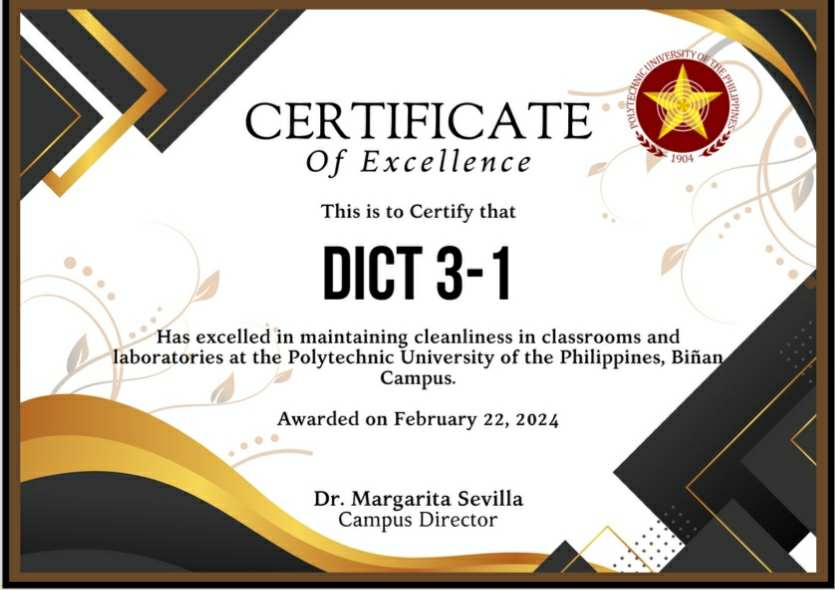 CERTIFICATE
POLYTECHNIC UNIVERSITY OF THE PHILIPPINES
1904
Of Excellence
This is to Certify that
DICT 3-1
Has excelled in maintaining cleanliness in classrooms and
laboratories at the Polytechnic University of the Philippines, Biñan
Campus.
Awarded on February 22, 2024
Dr. Margarita Sevilla
Campus Director